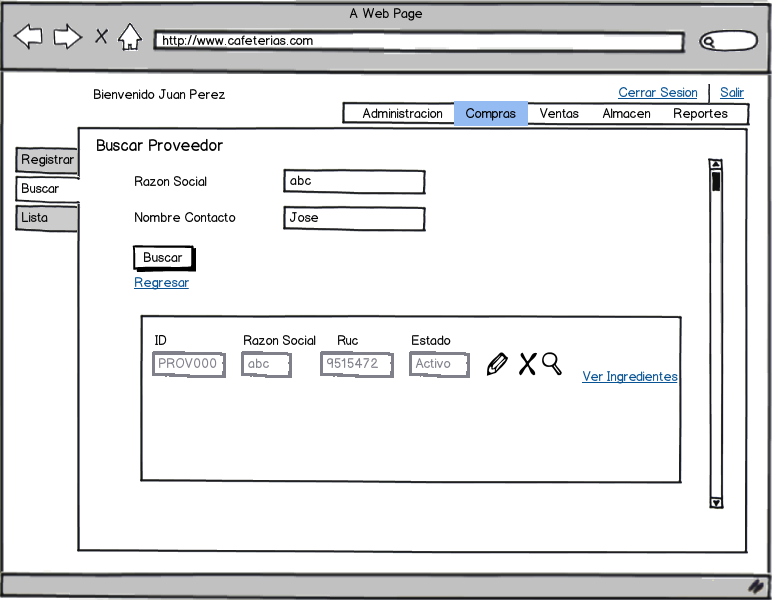 A Web Page
http://www.cafeterias.com
Bienvenido Juan Perez
Cerrar Sesion | Salir
Administracion Compras Ventas Almacen Reportes
Registrar
Buscar
Lista
Buscar Proveedor
Razon Social abc
Nombre Contacto Jose
Buscar
Regresar
ID Razon Social Ruc Estado
PROV000 abc 9515472 Activo
Ver Ingredientes